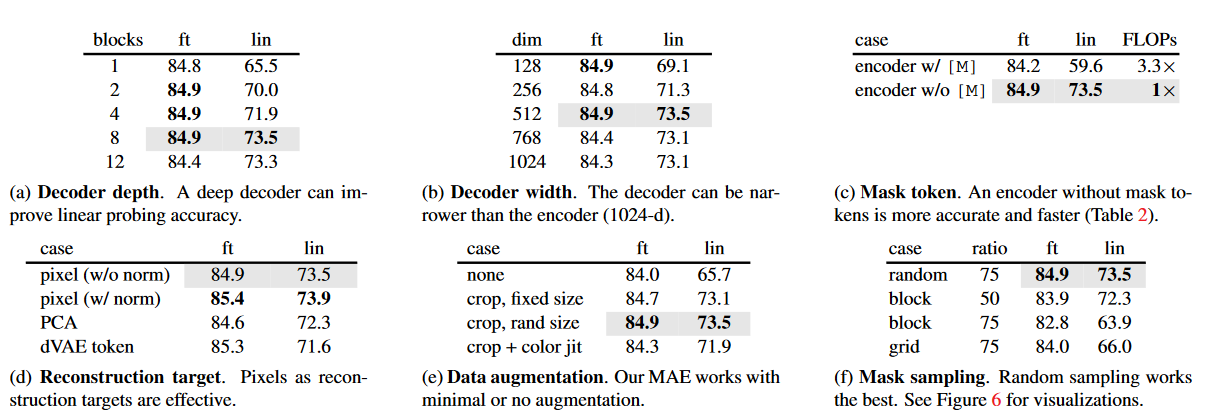 blocks ft lin
1 84.8 65.5
2 84.9 70.0
4 84.9 71.9
8 84.9 73.5
12 84.4 73.3
(a) Decoder depth. A deep decoder can im-
prove linear probing accuracy.
dim ft lin
128 84.9 69.1
256 84.8 71.3
512 84.9 73.5
768 84.4 73.1
1024 84.3 73.1
(b) Decoder width. The decoder can be nar-
rower than the encoder (1024-d).
case ft lin FLOPs
encoder w/ [M] 84.2 59.6 3.3×
encoder w/o [M] 84.9 73.5 1×
(c) Mask token. An encoder without mask to-
kens is more accurate and faster (Table 2).
case ft lin
pixel (w/o norm) 84.9 73.5
pixel (w/ norm) 85.4 73.9
PCA 84.6 72.3
dVAE token 85.3 71.6
(d) Reconstruction target. Pixels as recon-
struction targets are effective.
case ft lin
none 84.0 65.7
crop, fixed size 84.7 73.1
crop, rand size 84.9 73.5
crop + color jit 84.3 71.9
(e) Data augmentation. Our MAE works with
minimal or no augmentation.
case ratio ft lin
random 75 84.9 73.5
block 50 83.9 72.3
block 75 82.8 63.9
grid 75 84.0 66.0
(f) Mask sampling. Random sampling works
the best. See Figure 6 for visualizations.